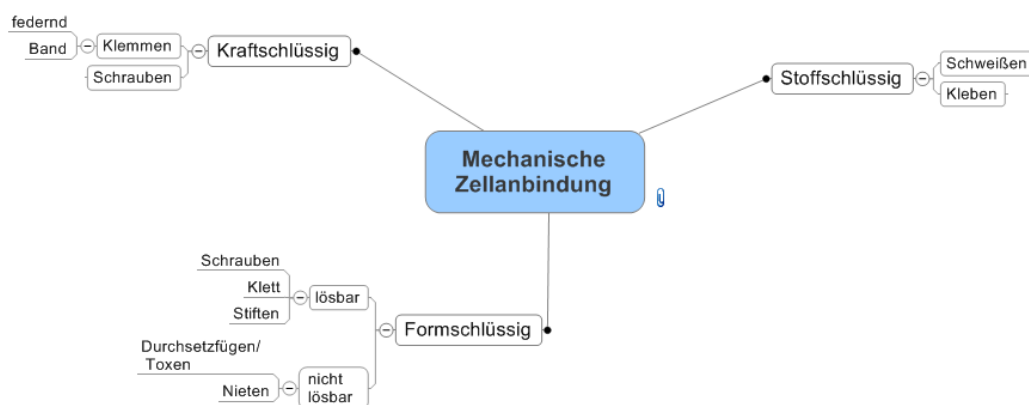 federnd
Band
Klemmen
Schrauben
Kraftschlüssig
Stoffschlüssig
Schweißen
Kleben
Mechanische
Zellanbindung
Schrauben
Klett
Stiften
lösbar
Formschlüssig
Durchsetzfügen/
Toxen
Nieten
nicht
lösbar